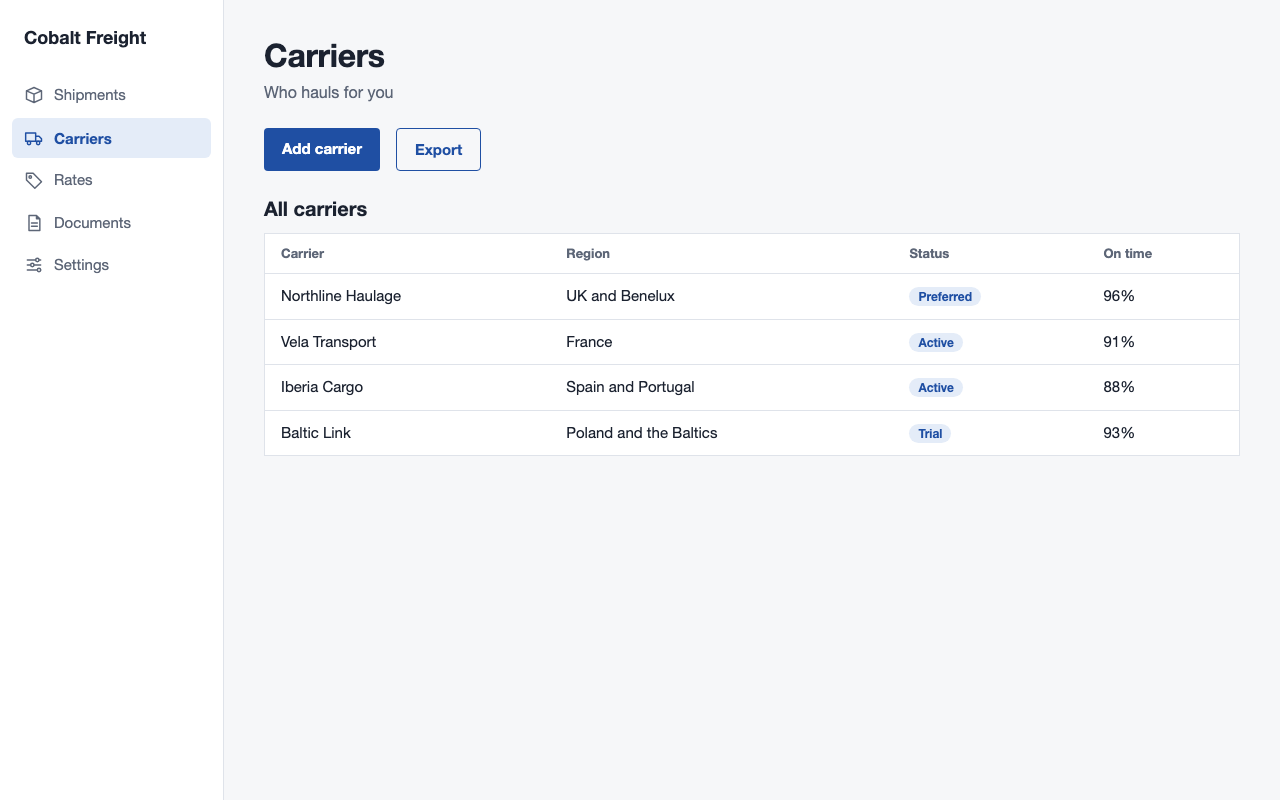 Cobalt Freight
Shipments
Carriers
Rates
Documents
Settings
Carriers
Who hauls for you
Add carrier Export
All carriers
Carrier Region Status On time
Northline Haulage UK and Benelux Preferred 96%
Vela Transport France Active 91%
Iberia Cargo Spain and Portugal Active 88%
Baltic Link Poland and the Baltics Trial 93%